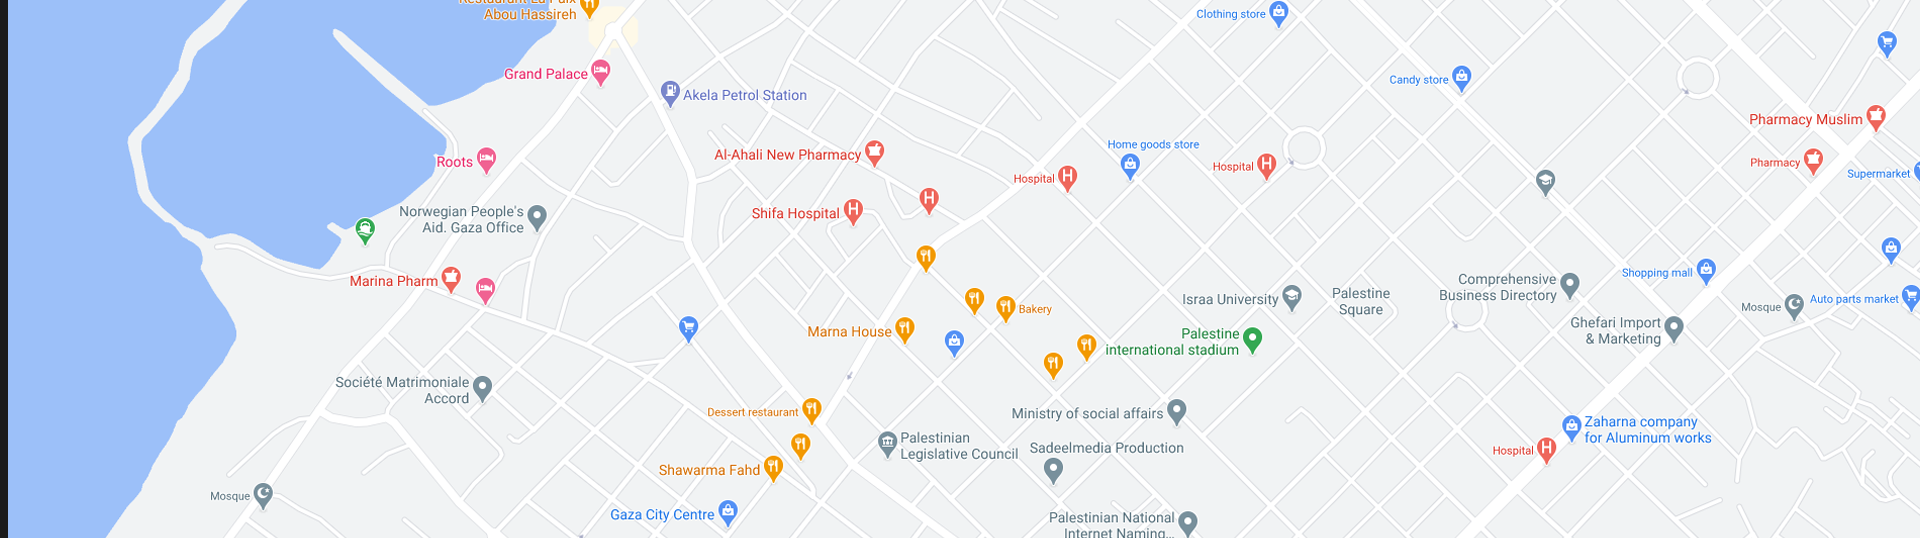 Abou Hassireh
Clothing store
Grand Palace
Candy store
Akela Petrol Station
Pharmacy Muslim
Home goods store
Al-Ahali New Pharmacy
Roots
Hospital
Hospital
Pharmacy
Supermarket
Norwegian People's
Aid. Gaza Office
Shifa Hospital
Marina Pharm
Israa University
Palestine
Square
Comprehensive
Business Directory
Shopping mall
Mosque
Auto parts market
Bakery
Marna House
Palestine
international stadium
Ghefari Import
& Marketing
Société Matrimoniale
Accord
Dessert restaurant
Ministry of social affairs
Zaharna company
for Aluminum works
Palestinian
Legislative Council
Sadeelmedia Production
Hospital
Shawarma Fahd
Mosque
Gaza City Centre
Palestinian National
Internet Naming...